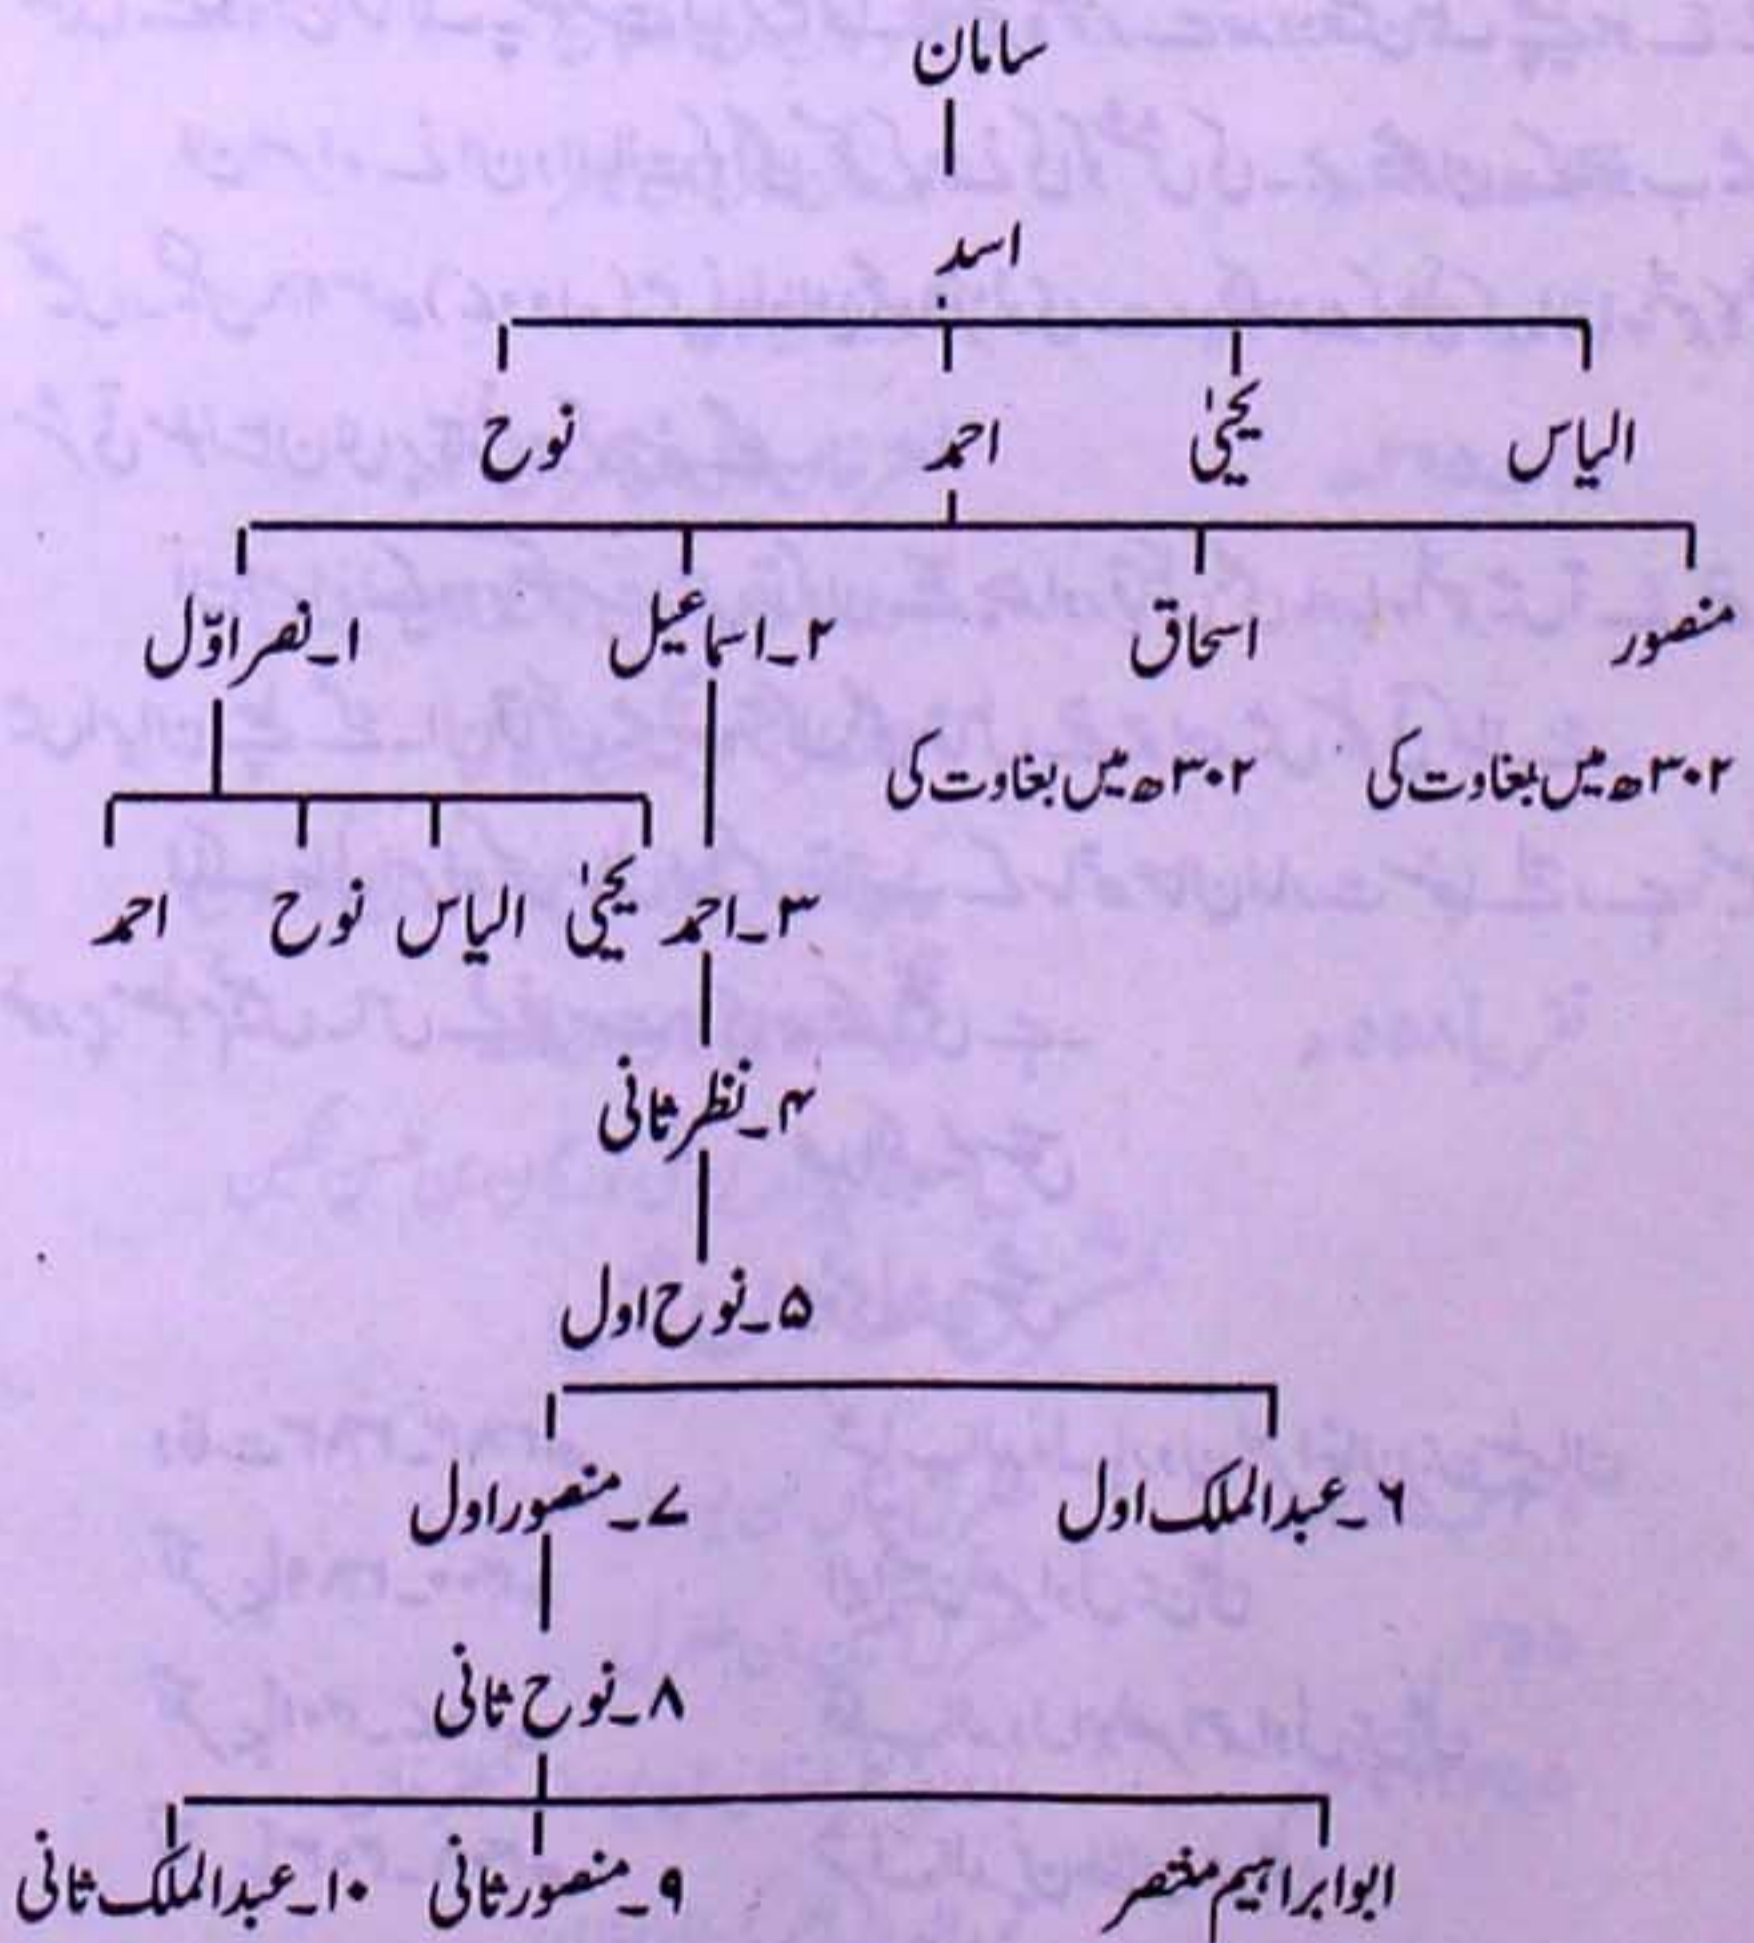 سامان
اسد
الیاس یحییٰ احمد نوح
منصور اسحاق ۲۔اسماعیل ۱۔نصر اوّل
۳۰۲ھ میں بغاوت کی ۳۰۲ھ میں بغاوت کی
۳۔احمد یحییٰ الیاس نوح احمد
۴۔نظر ثانی
۵۔نوح اول
۶۔عبدالملک اول ۷۔منصور اول
۸۔نوح ثانی
ابوابراہیم منتصر ۹۔منصور ثانی ۱۰۔عبدالملک ثانی